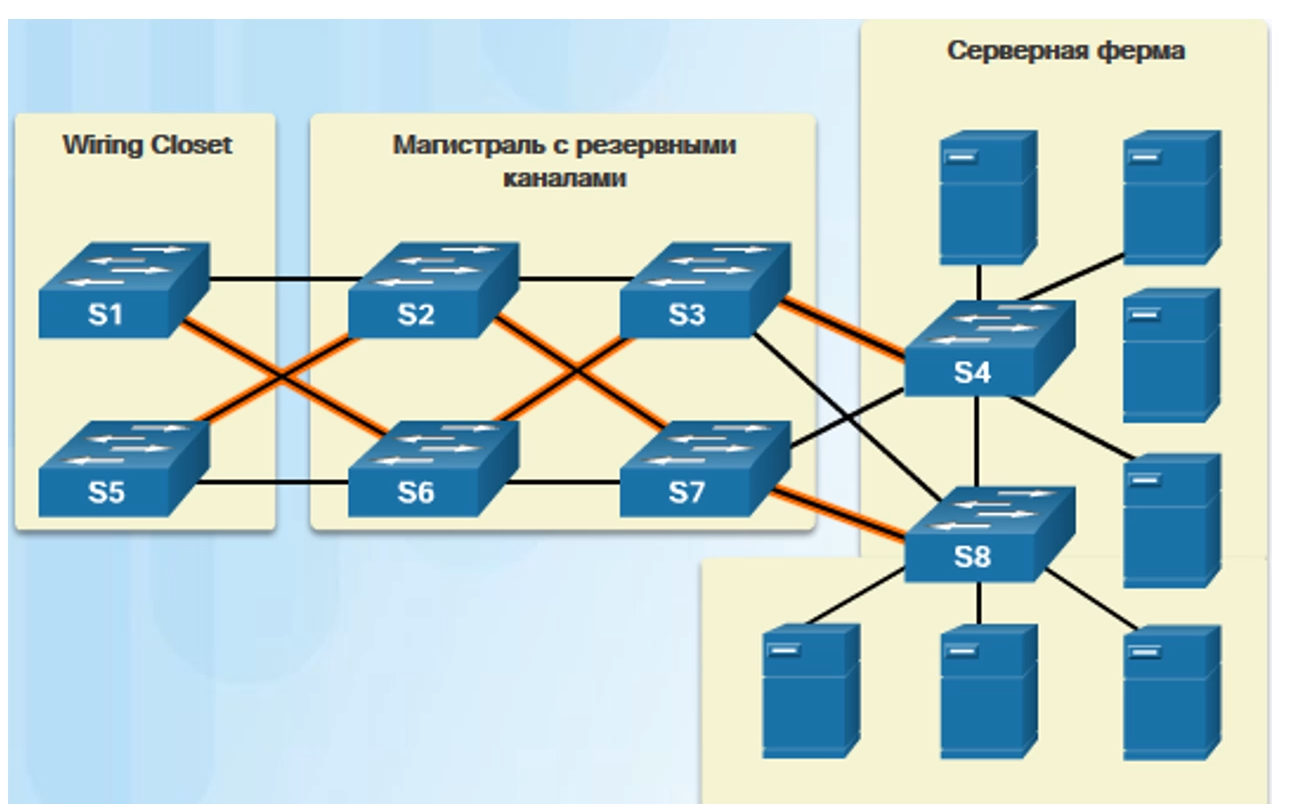 Серверная ферма
Wiring Closet
Магистраль с резервными
каналами
S1
S2
S3
S4
S5
S6
S7
S8